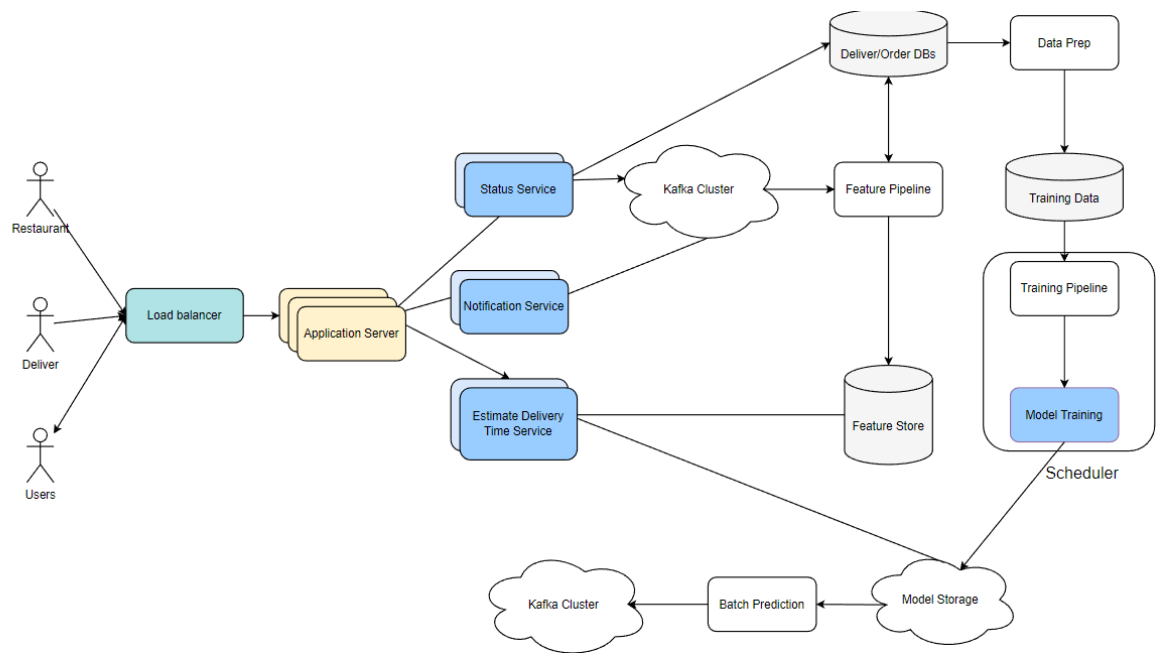 Deliver/Order DBs
Data Prep
Restaurant
Status Service
Kafka Cluster
Feature Pipeline
Training Data
Deliver
Load balancer
Application Server
Notification Service
Training Pipeline
Users
Estimate Delivery
Time Service
Feature Store
Model Training
Scheduler
Kafka Cluster
Batch Prediction
Model Storage